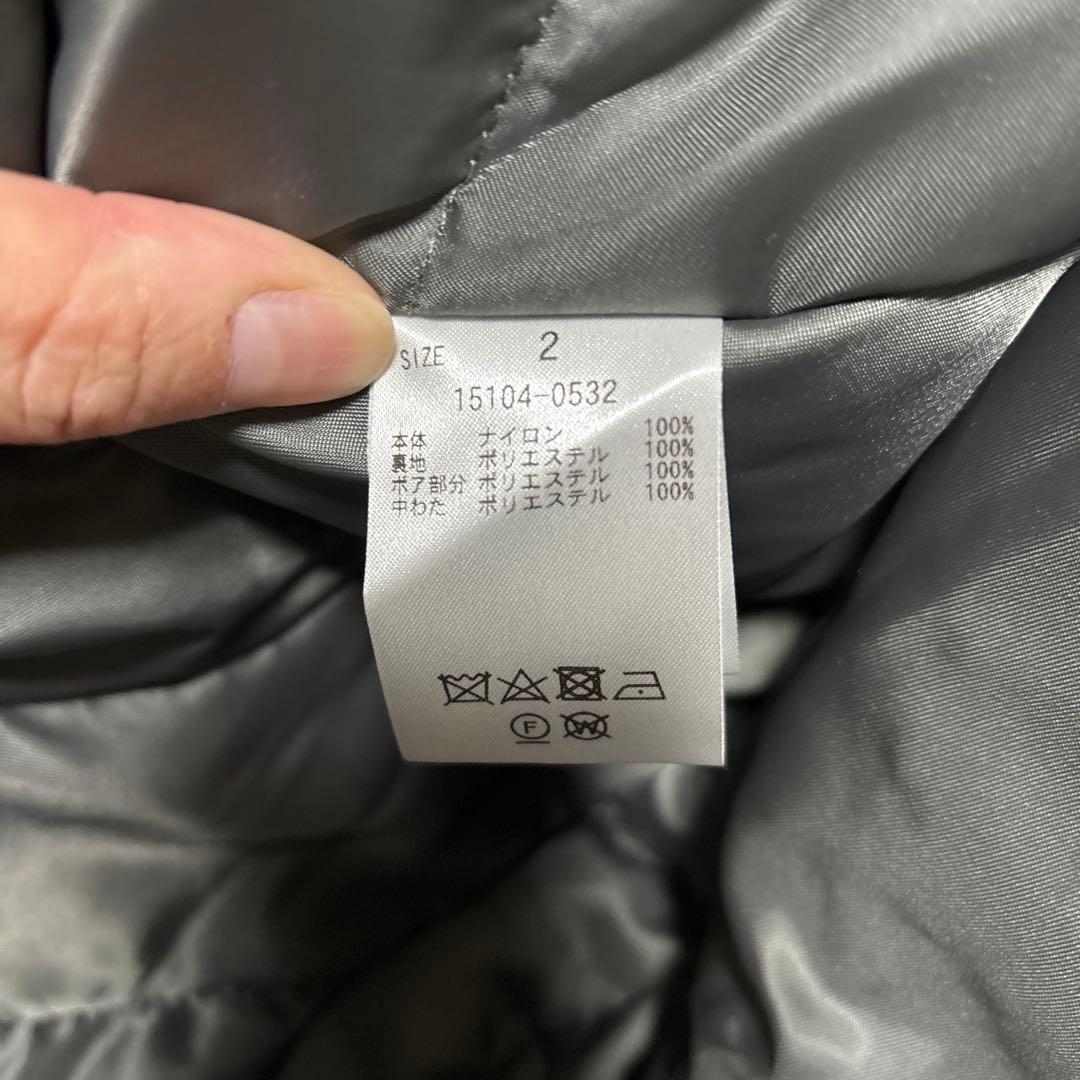 SIZE 2
15104-0532
本体 ナイロン 100%
裏地 ポリエステル 100%
ボア部分 ポリエステル 100%
中わた ポリエステル 100%
F W